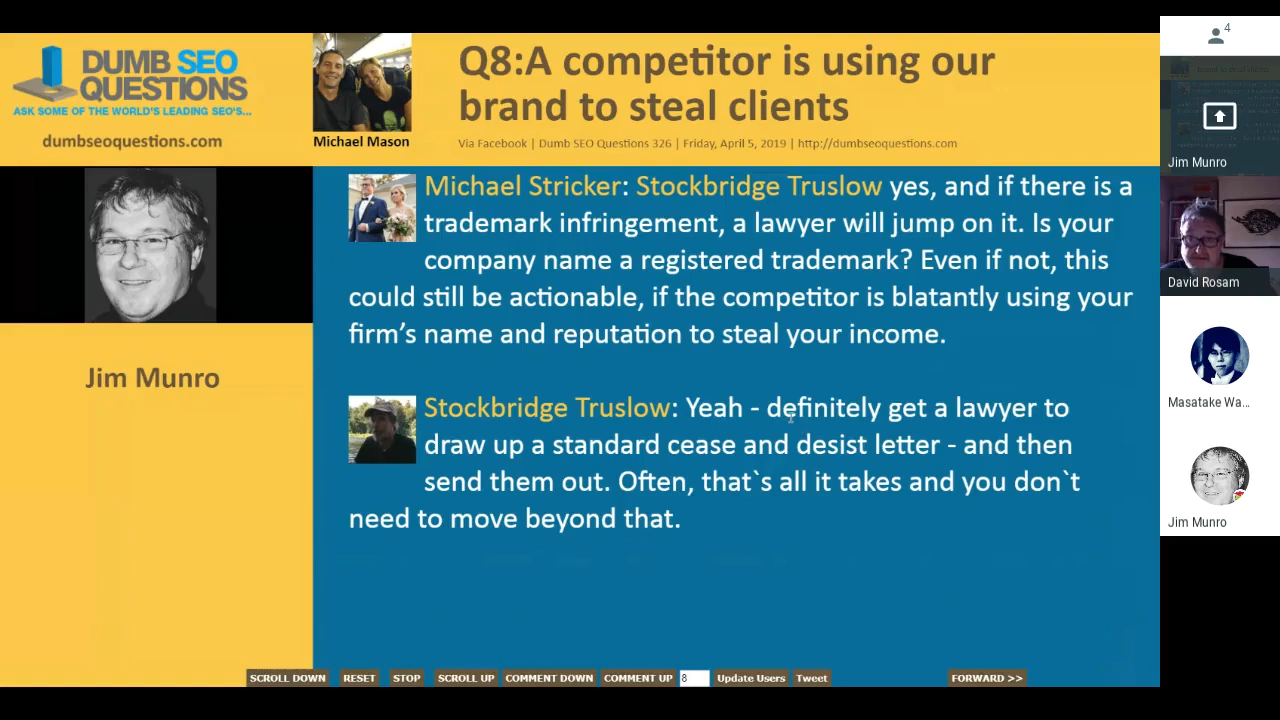 DUMB SEO
QUESTIONS
ASK SOME OF THE WORLD'S LEADING SEO'S...
dumbseoquestions.com
Michael Mason
Q8:A competitor is using our
brand to steal clients
Via Facebook | Dumb SEO Questions 326 | Friday, April 5, 2019 | http://dumbseoquestions.com
Jim Munro
Michael Stricker: Stockbridge Truslow yes, and if there is a
trademark infringement, a lawyer will jump on it. Is your
company name a registered trademark? Even if not, this
could still be actionable, if the competitor is blatantly using your
firm’s name and reputation to steal your income.
Stockbridge Truslow: Yeah - definitely get a lawyer to
draw up a standard cease and desist letter - and then
send them out. Often, that`s all it takes and you don`t
need to move beyond that.
SCROLL DOWN RESET STOP SCROLL UP COMMENT DOWN COMMENT UP 8 Update Users Tweet FORWARD >>
4
Jim Munro
David Rosam
Masatake Wa...
Jim Munro